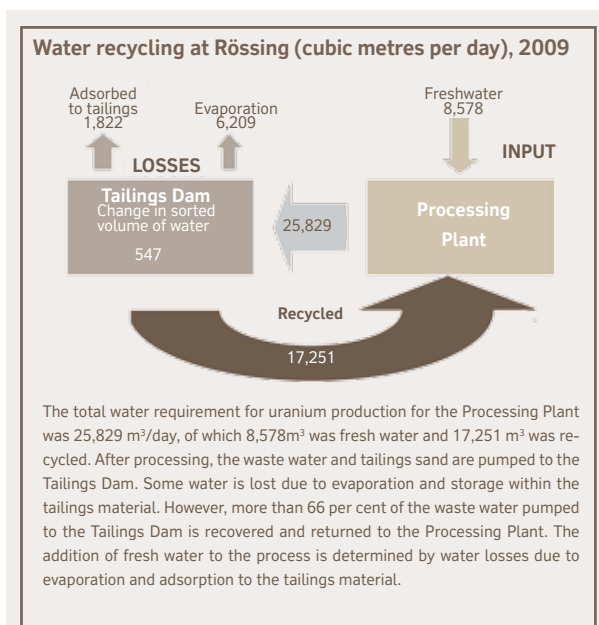 Water recycling at Rössing (cubic metres per day), 2009
Adsorbed
to tailings
1,822
Evaporation
6,209
Freshwater
8,578
LOSSES
INPUT
Tailings Dam
Change in sorted
volume of water
547
25,829
Processing
Plant
Recycled
17,251
The total water requirement for uranium production for the Processing Plant
was 25,829 m³/day, of which 8,578m³ was fresh water and 17,251 m³ was re-
cycled. After processing, the waste water and tailings sand are pumped to the
Tailings Dam. Some water is lost due to evaporation and storage within the
tailings material. However, more than 66 per cent of the waste water pumped
to the Tailings Dam is recovered and returned to the Processing Plant. The
addition of fresh water to the process is determined by water losses due to
evaporation and adsorption to the tailings material.